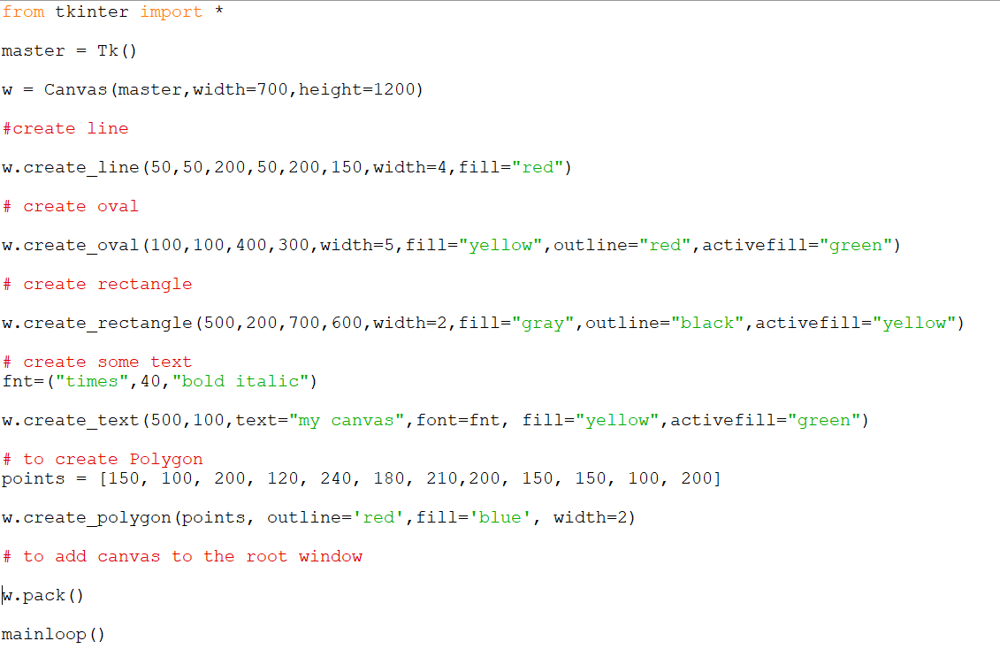 from tkinter import *
master = Tk()
w = Canvas(master,width=700,height=1200)
#create line
w.create_line(50,50,200,50,200,150,width=4,fill="red")
# create oval
w.create_oval(100,100,400,300,width=5,fill="yellow",outline="red",activefill="green")
# create rectangle
w.create_rectangle(500,200,700,600,width=2,fill="gray",outline="black",activefill="yellow")
# create some text
fnt=("times",40,"bold italic")
w.create_text(500,100,text="my canvas",font=fnt, fill="yellow",activefill="green")
# to create Polygon
points = [150, 100, 200, 120, 240, 180, 210,200, 150, 150, 100, 200]
w.create_polygon(points, outline='red',fill='blue', width=2)
# to add canvas to the root window
w.pack()
mainloop()